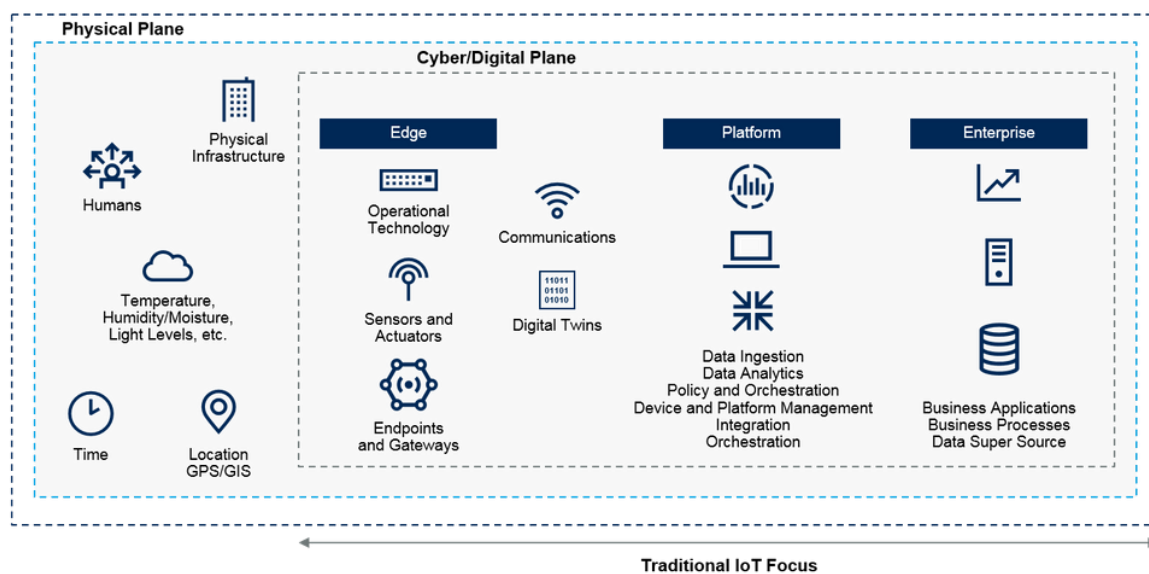 Physical Plane
Cyber/Digital Plane
Physical
Infrastructure
Humans
Temperature,
Humidity/Moisture,
Light Levels, etc.
Time
Location
GPS/GIS
Edge
Operational
Technology
Sensors and
Actuators
Endpoints
and Gateways
Communications
11011
01101
01010
Digital Twins
Platform
Data Ingestion
Data Analytics
Policy and Orchestration
Device and Platform Management
Integration
Orchestration
Enterprise
Business Applications
Business Processes
Data Super Source
Traditional IoT Focus